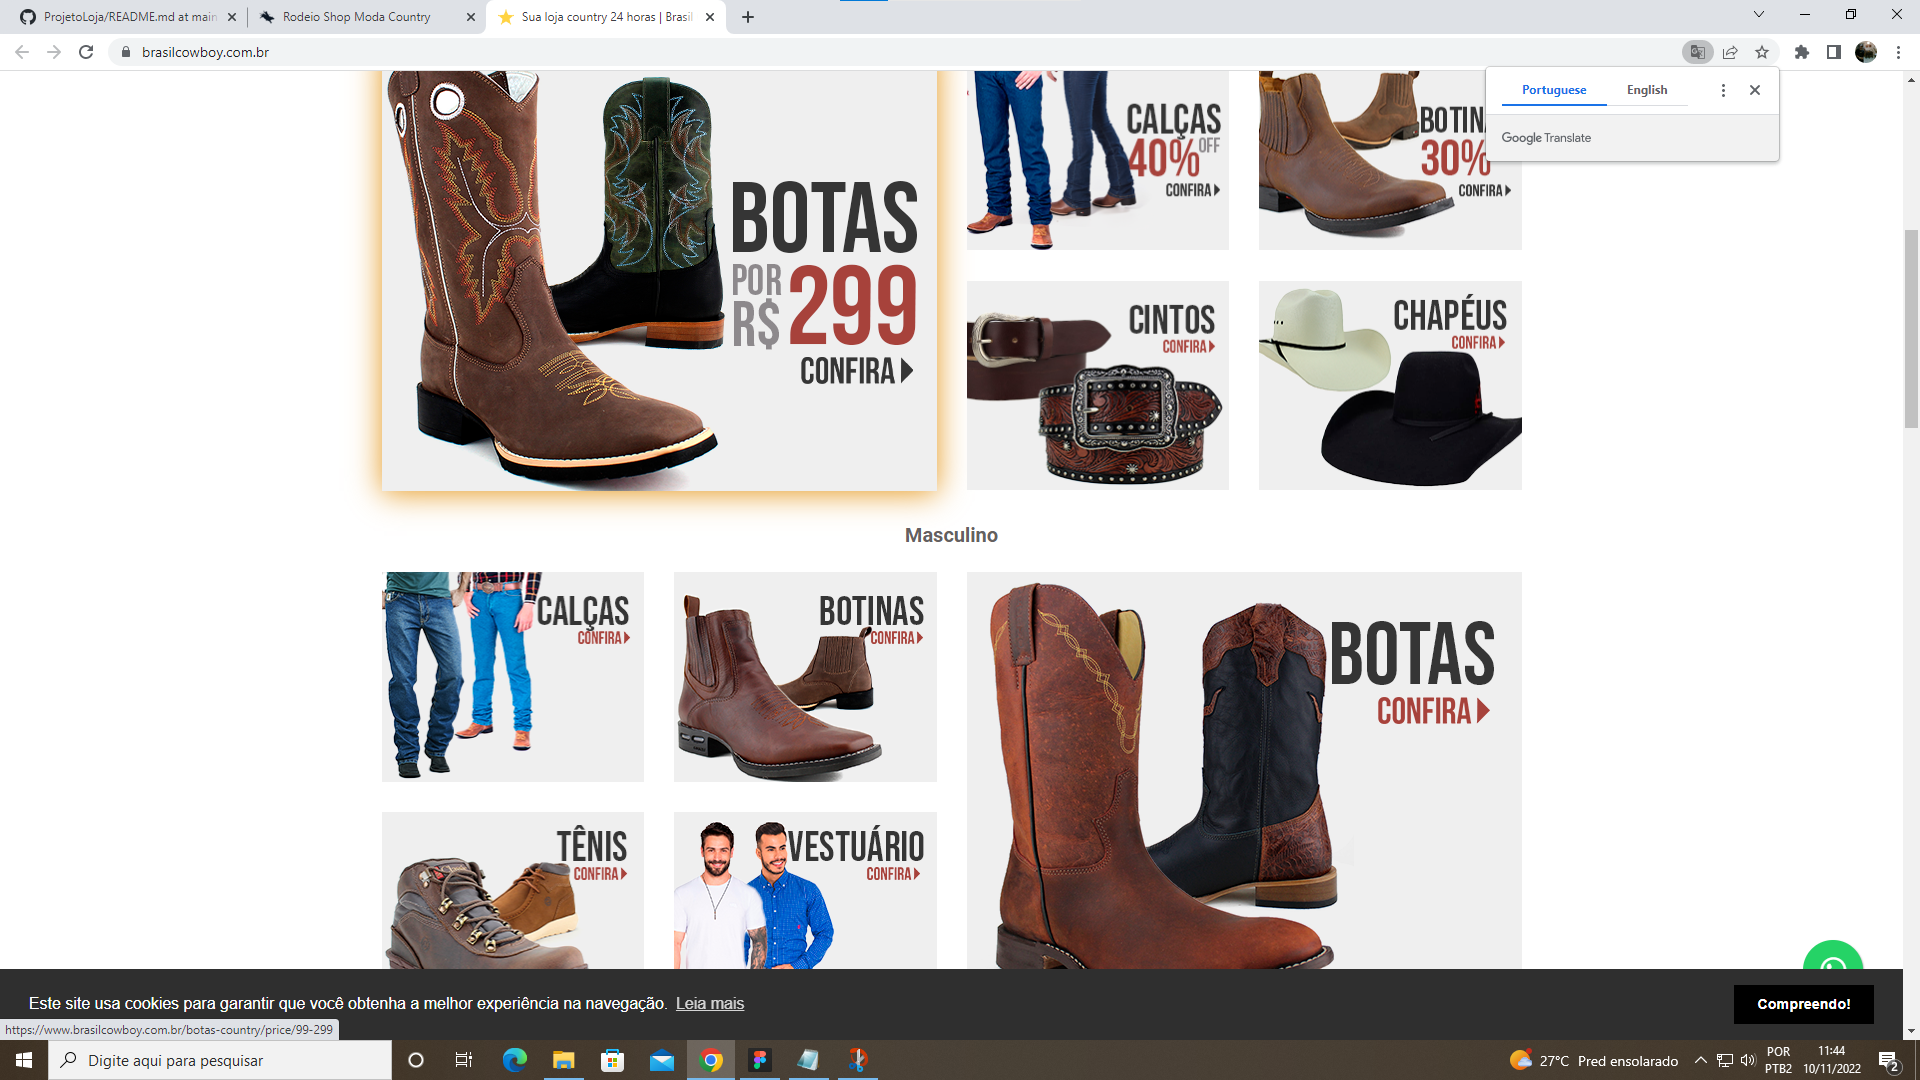 ProjetoLoja/README.md at main
Rodeio Shop Moda Country
Sua loja country 24 horas | Brasil
brasilcowboy.com.br
Portuguese
English
Google Translate
CALÇAS
40% OFF
CONFIRA
BOTIN
30%
CONFIRA
BOTAS
POR
R$ 299
CONFIRA
CINTOS
CONFIRA
CHAPÉUS
CONFIRA
Masculino
CALÇAS
CONFIRA
BOTINAS
CONFIRA
BOTAS
CONFIRA
TÊNIS
CONFIRA
VESTUÁRIO
CONFIRA
Este site usa cookies para garantir que você obtenha a melhor experiência na navegação. Leia mais
Compreendo!
https://www.brasilcowboy.com.br/botas-country/price/99-299
Digite aqui para pesquisar
27°C Pred ensolarado
POR
PTB2
11:44
10/11/2022
2